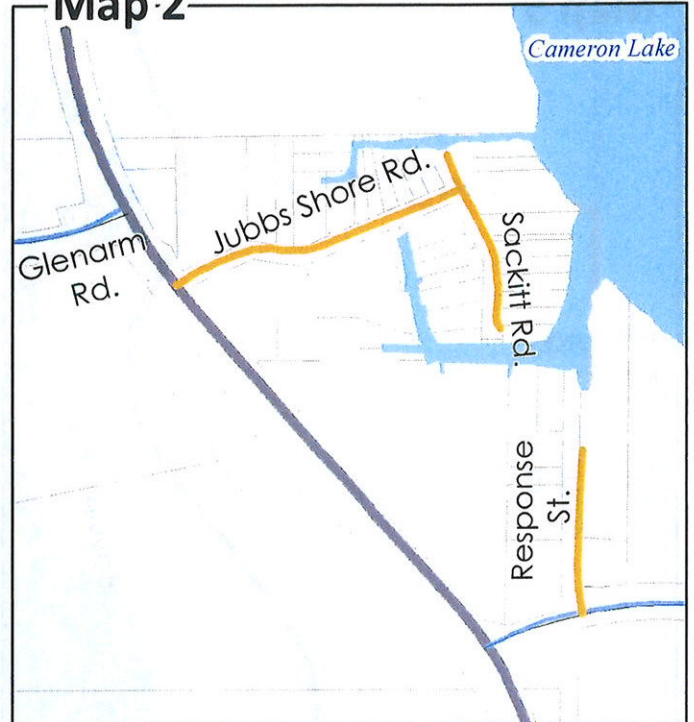 Map 2
Cameron Lake
Jubbs Shore Rd.
Glenarm
Rd.
Sackitt Rd.
Response
St.